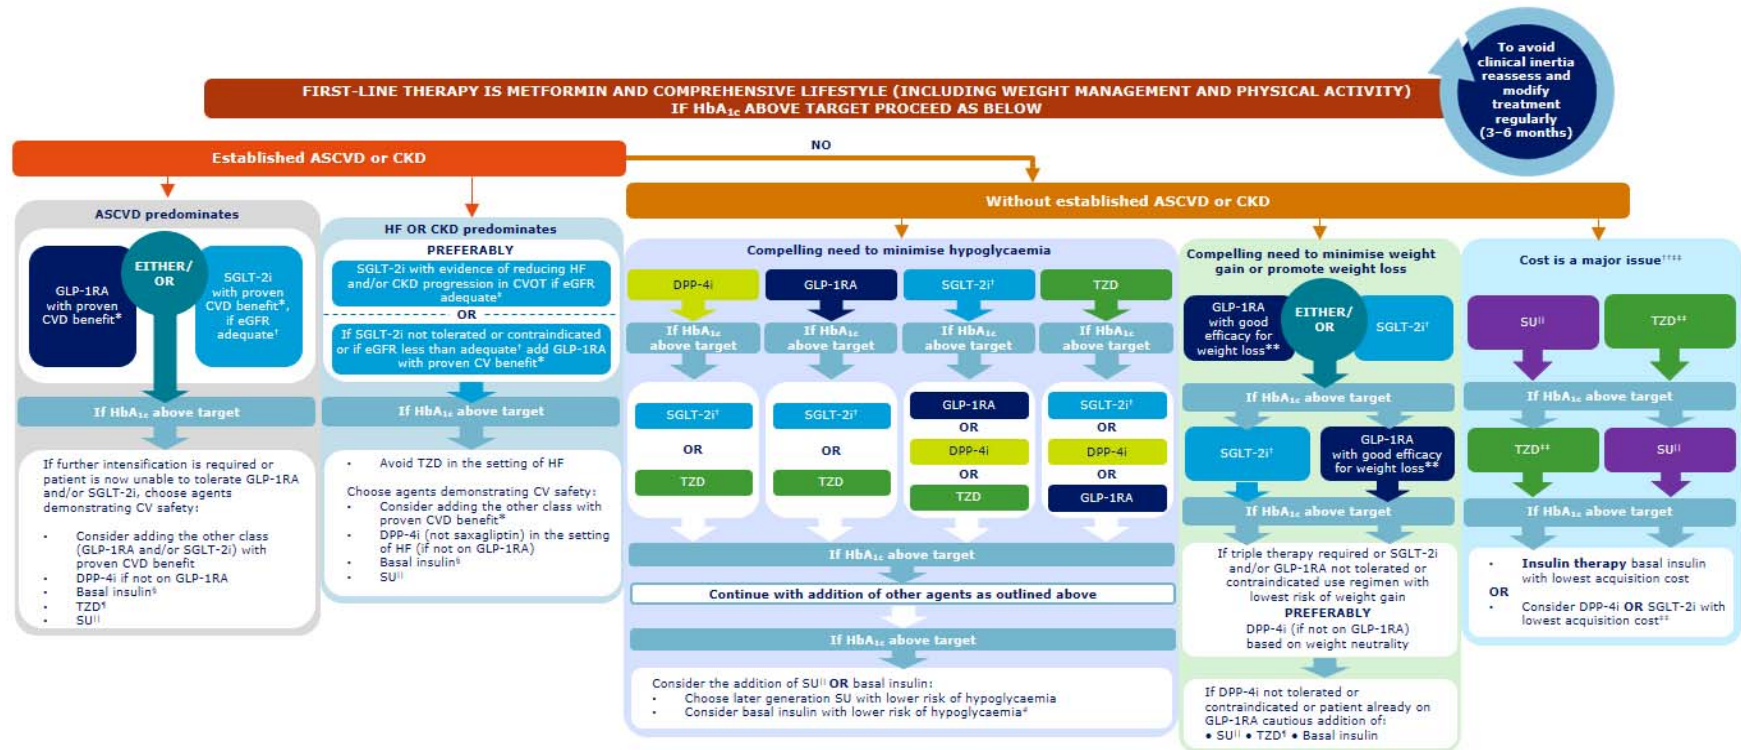 To avoid
clinical inertia
reassess and
modify
treatment
regularly
(3–6 months)
FIRST-LINE THERAPY IS METFORMIN AND COMPREHENSIVE LIFESTYLE (INCLUDING WEIGHT MANAGEMENT AND PHYSICAL ACTIVITY)
IF HbA₁c ABOVE TARGET PROCEED AS BELOW
Established ASCVD or CKD
NO
Without established ASCVD or CKD
ASCVD predominates
GLP-1RA
with proven
CVD benefit*
EITHER/
OR
SGLT-2i
with proven
CVD benefit*,
if eGFR
adequate†
If HbA₁c above target
If further intensification is required or
patient is now unable to tolerate GLP-1RA
and/or SGLT-2i, choose agents
demonstrating CV safety:
• Consider adding the other class
(GLP-1RA and/or SGLT-2i) with
proven CVD benefit
• DPP-4i if not on GLP-1RA
• Basal insulin§
• TZD¶
• SU||
HF OR CKD predominates
PREFERABLY
SGLT-2i with evidence of reducing HF
and/or CKD progression in CVOT if eGFR
adequate‡
OR
If SGLT-2i not tolerated or contraindicated
or if eGFR less than adequate† add GLP-1RA
with proven CV benefit*
If HbA₁c above target
• Avoid TZD in the setting of HF
Choose agents demonstrating CV safety:
• Consider adding the other class with
proven CVD benefit*
• DPP-4i (not saxagliptin) in the setting
of HF (if not on GLP-1RA)
• Basal insulin§
• SU||
Compelling need to minimise hypoglycaemia
DPP-4i
If HbA₁c
above target
SGLT-2i†
OR
TZD
GLP-1RA
If HbA₁c
above target
SGLT-2i†
OR
TZD
SGLT-2i†
If HbA₁c
above target
GLP-1RA
OR
DPP-4i
OR
TZD
TZD
If HbA₁c
above target
SGLT-2i†
OR
DPP-4i
OR
GLP-1RA
If HbA₁c above target
Continue with addition of other agents as outlined above
If HbA₁c above target
Consider the addition of SU|| OR basal insulin:
• Choose later generation SU with lower risk of hypoglycaemia
• Consider basal insulin with lower risk of hypoglycaemia#
Compelling need to minimise weight
gain or promote weight loss
GLP-1RA
with good
efficacy for
weight loss**
EITHER/
OR
SGLT-2i†
If HbA₁c above target
SGLT-2i†
GLP-1RA
with good efficacy
for weight loss**
If HbA₁c above target
If triple therapy required or SGLT-2i
and/or GLP-1RA not tolerated or
contraindicated use regimen with
lowest risk of weight gain
PREFERABLY
DPP-4i (if not on GLP-1RA)
based on weight neutrality
If DPP-4i not tolerated or
contraindicated or patient already on
GLP-1RA cautious addition of:
• SU|| • TZD¶ • Basal insulin
Cost is a major issue††‡‡
SU||
TZD‡‡
If HbA₁c above target
TZD‡‡
SU||
If HbA₁c above target
• Insulin therapy basal insulin
with lowest acquisition cost
OR
• Consider DPP-4i OR SGLT-2i with
lowest acquisition cost‡‡